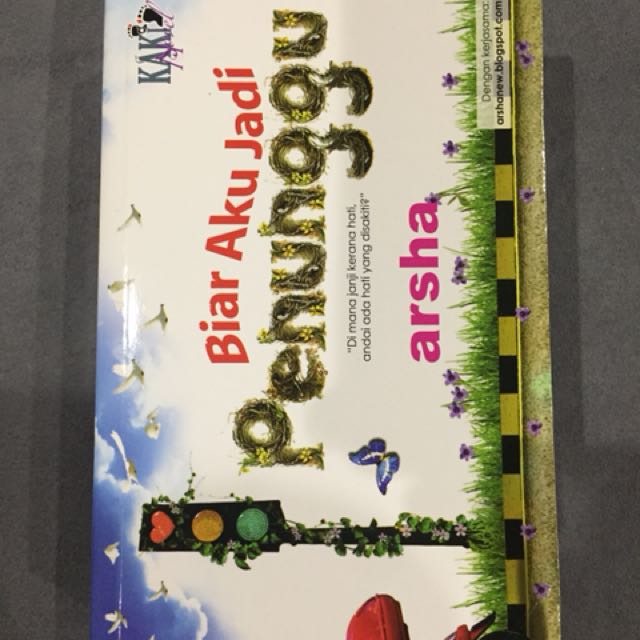 KAKI
novel
Biar Aku Jadi
penunggu
"Di mana janji kerana hati,
andai ada hati yang disakiti?"
arsha
Dengan kerjasama:
arshanew.blogspot.com